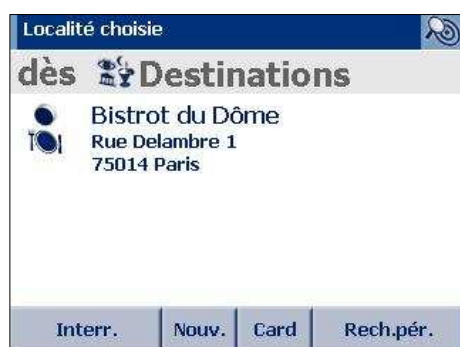 Localité choisie
dès Destinations
Bistrot du Dôme
Rue Delambre 1
75014 Paris
Interr. Nouv. Card Rech.pér.